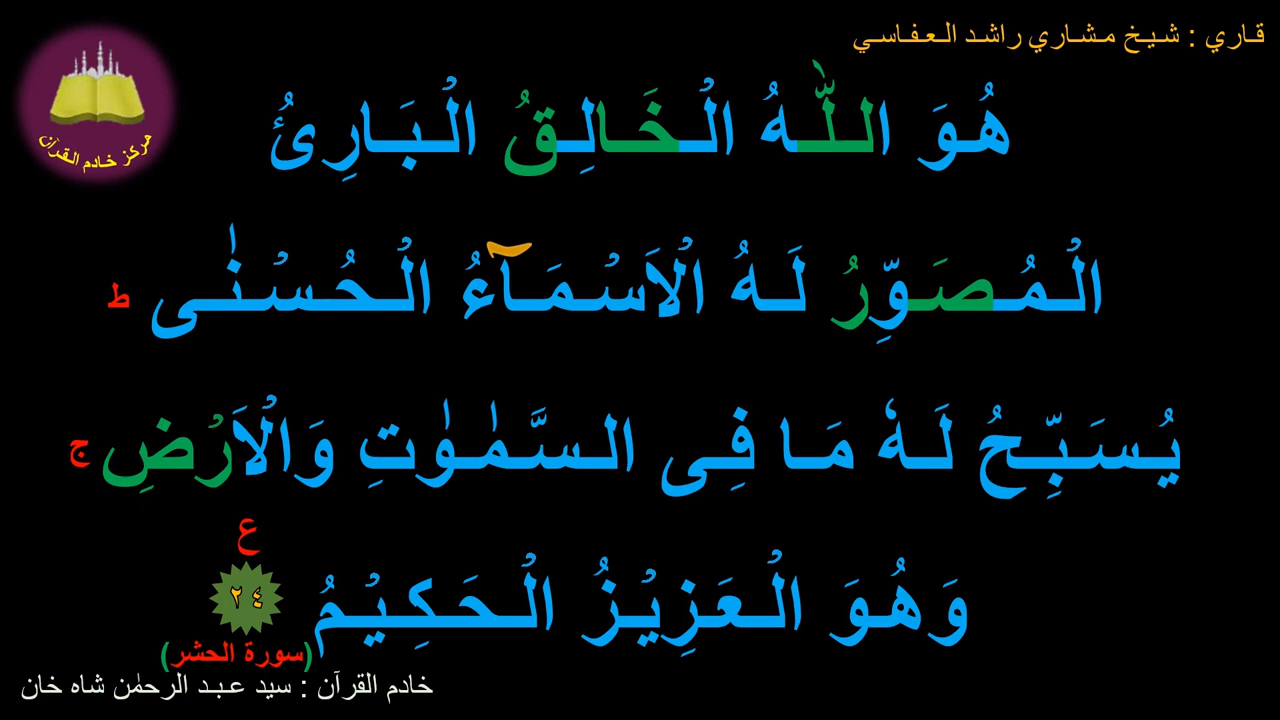 قاري : شيخ مشاري راشد العفاسي
مركز خادم القرآن
هُوَ اللّٰهُ الْخَالِقُ الْبَارِئُ
الْمُصَوِّرُ لَهُ الْاَسْمَآءُ الْحُسْنٰى ط
يُسَبِّحُ لَهٗ مَا فِى السَّمٰوٰتِ وَالْاَرْضِ ج
وَهُوَ الْعَزِيْزُ الْحَكِيْمُ ٢٤ ع
(سورة الحشر)
خادم القرآن : سيد عبد الرحمٰن شاه خان